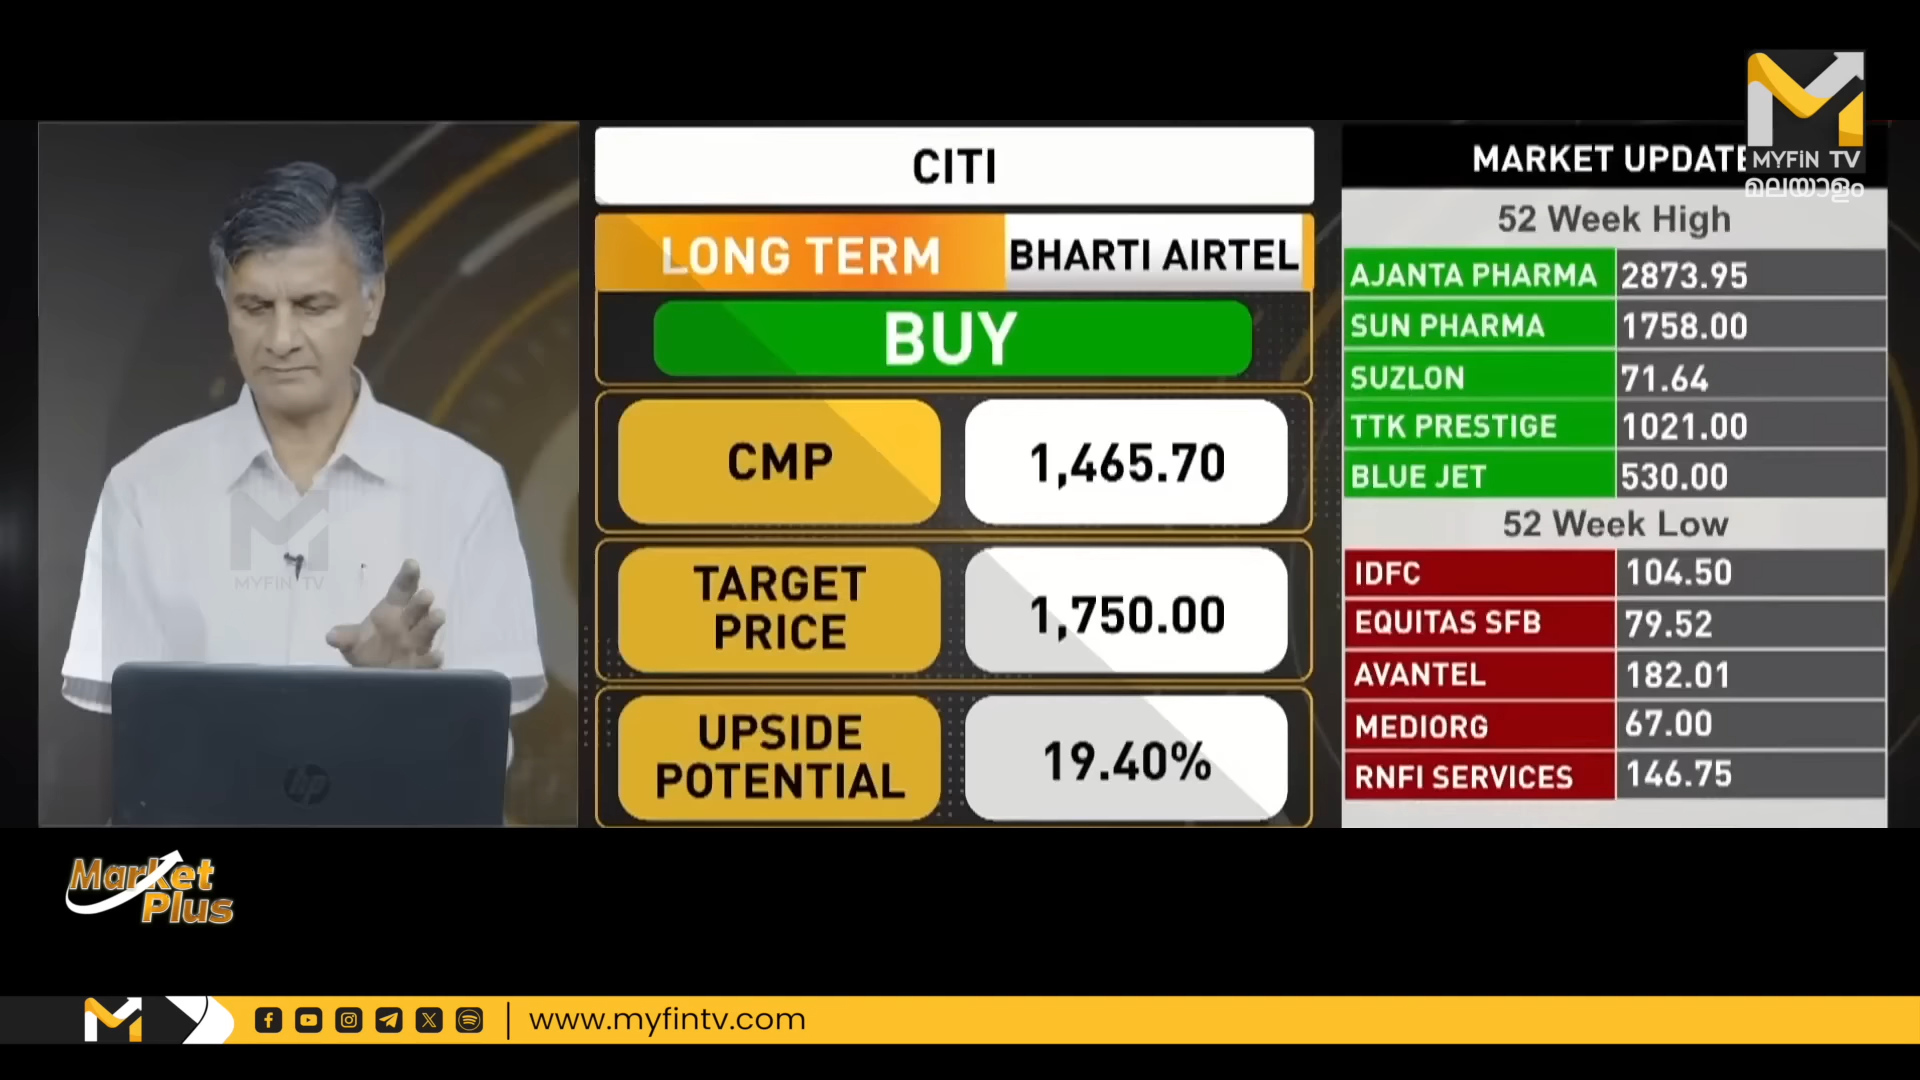 MYFiN TV
മലയാളം
CITI
LONG TERM
BHARTI AIRTEL
BUY
CMP
1,465.70
TARGET
PRICE
1,750.00
UPSIDE
POTENTIAL
19.40%
MARKET UPDATE
52 Week High
AJANTA PHARMA 2873.95
SUN PHARMA 1758.00
SUZLON 71.64
TTK PRESTIGE 1021.00
BLUE JET 530.00
52 Week Low
IDFC 104.50
EQUITAS SFB 79.52
AVANTEL 182.01
MEDIORG 67.00
RNFI SERVICES 146.75
MYFiN TV
hp
Market
Plus
www.myfintv.com